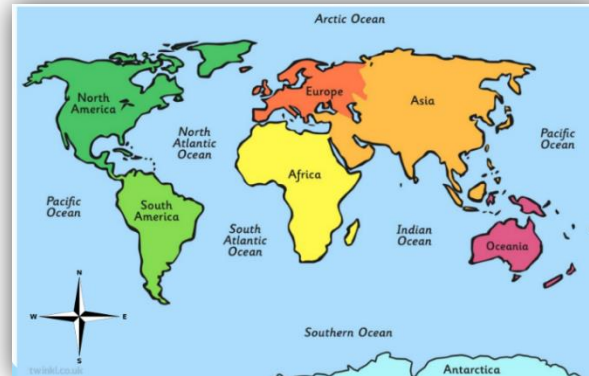 Arctic Ocean
North
America
Europe
Asia
North
Atlantic
Ocean
Pacific
Ocean
Africa
Pacific
Ocean
South
America
South
Atlantic
Ocean
Indian
Ocean
Oceania
N
W
E
S
Southern Ocean
Antarctica
twinkl.co.uk